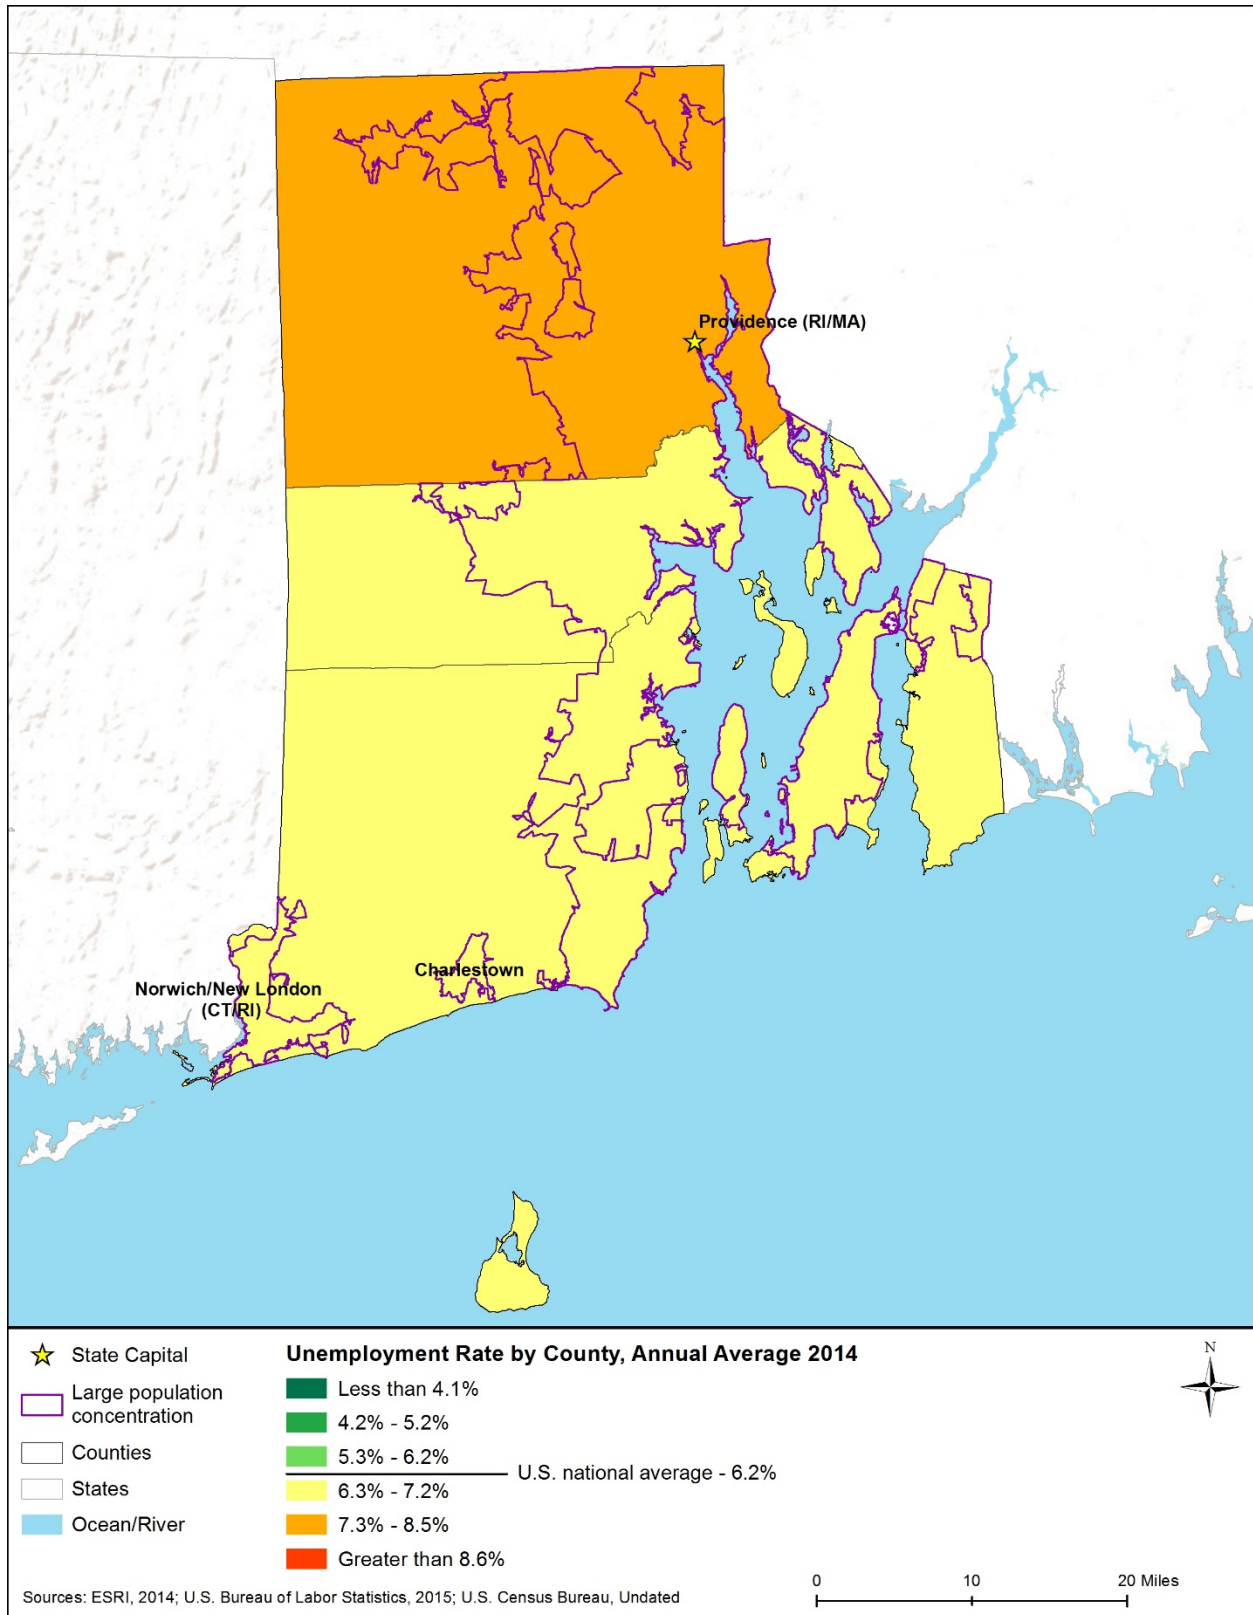 Providence (RI/MA)
Charlestown
Norwich/New London
(CT/RI)
State Capital
Large population
concentration
Counties
States
Ocean/River
Unemployment Rate by County, Annual Average 2014
Less than 4.1%
4.2% - 5.2%
5.3% - 6.2%
U.S. national average - 6.2%
6.3% - 7.2%
7.3% - 8.5%
Greater than 8.6%
N
0 10 20 Miles
Sources: ESRI, 2014; U.S. Bureau of Labor Statistics, 2015; U.S. Census Bureau, Undated